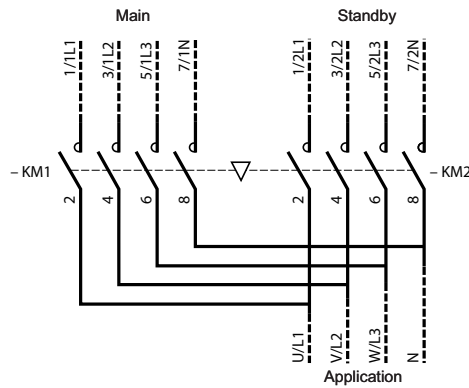 Main Standby
1/1L1 3/1L2 5/1L3 7/1N 1/2L1 3/2L2 5/2L3 7/2N
– KM1 – KM2
2 4 6 8 2 4 6 8
U/L1 V/L2 W/L3 N
Application